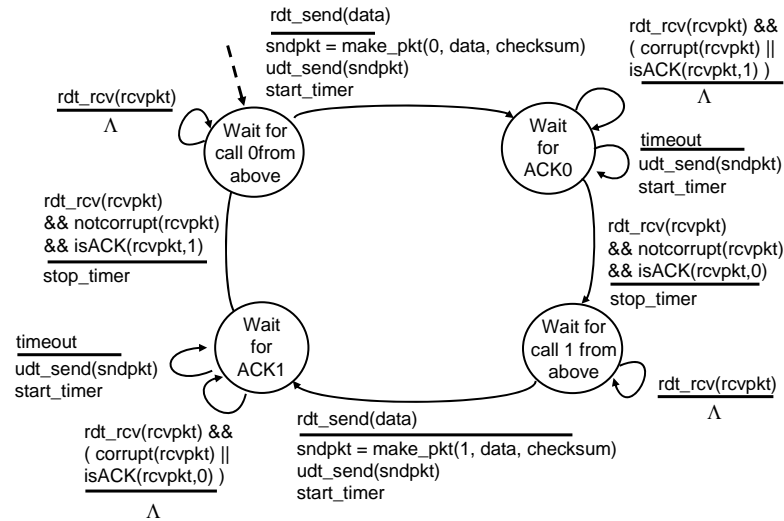 rdt_send(data)
sndpkt = make_pkt(0, data, checksum)
udt_send(sndpkt)
start_timer
rdt_rcv(rcvpkt) &&
( corrupt(rcvpkt) ||
isACK(rcvpkt,1) )
Λ
rdt_rcv(rcvpkt)
Λ
Wait for
call 0from
above
Wait
for
ACK0
timeout
udt_send(sndpkt)
start_timer
rdt_rcv(rcvpkt)
&& notcorrupt(rcvpkt)
&& isACK(rcvpkt,1)
stop_timer
rdt_rcv(rcvpkt)
&& notcorrupt(rcvpkt)
&& isACK(rcvpkt,0)
stop_timer
timeout
udt_send(sndpkt)
start_timer
Wait
for
ACK1
Wait for
call 1 from
above
rdt_rcv(rcvpkt)
Λ
rdt_send(data)
sndpkt = make_pkt(1, data, checksum)
udt_send(sndpkt)
start_timer
rdt_rcv(rcvpkt) &&
( corrupt(rcvpkt) ||
isACK(rcvpkt,0) )
Λ